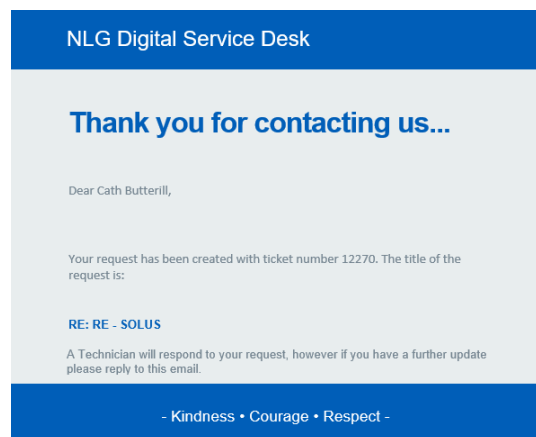 NLG Digital Service Desk
Thank you for contacting us...
Dear Cath Butterill,
Your request has been created with ticket number 12270. The title of the
request is:
RE: RE - SOLUS
A Technician will respond to your request, however if you have a further update
please reply to this email.
- Kindness • Courage • Respect -